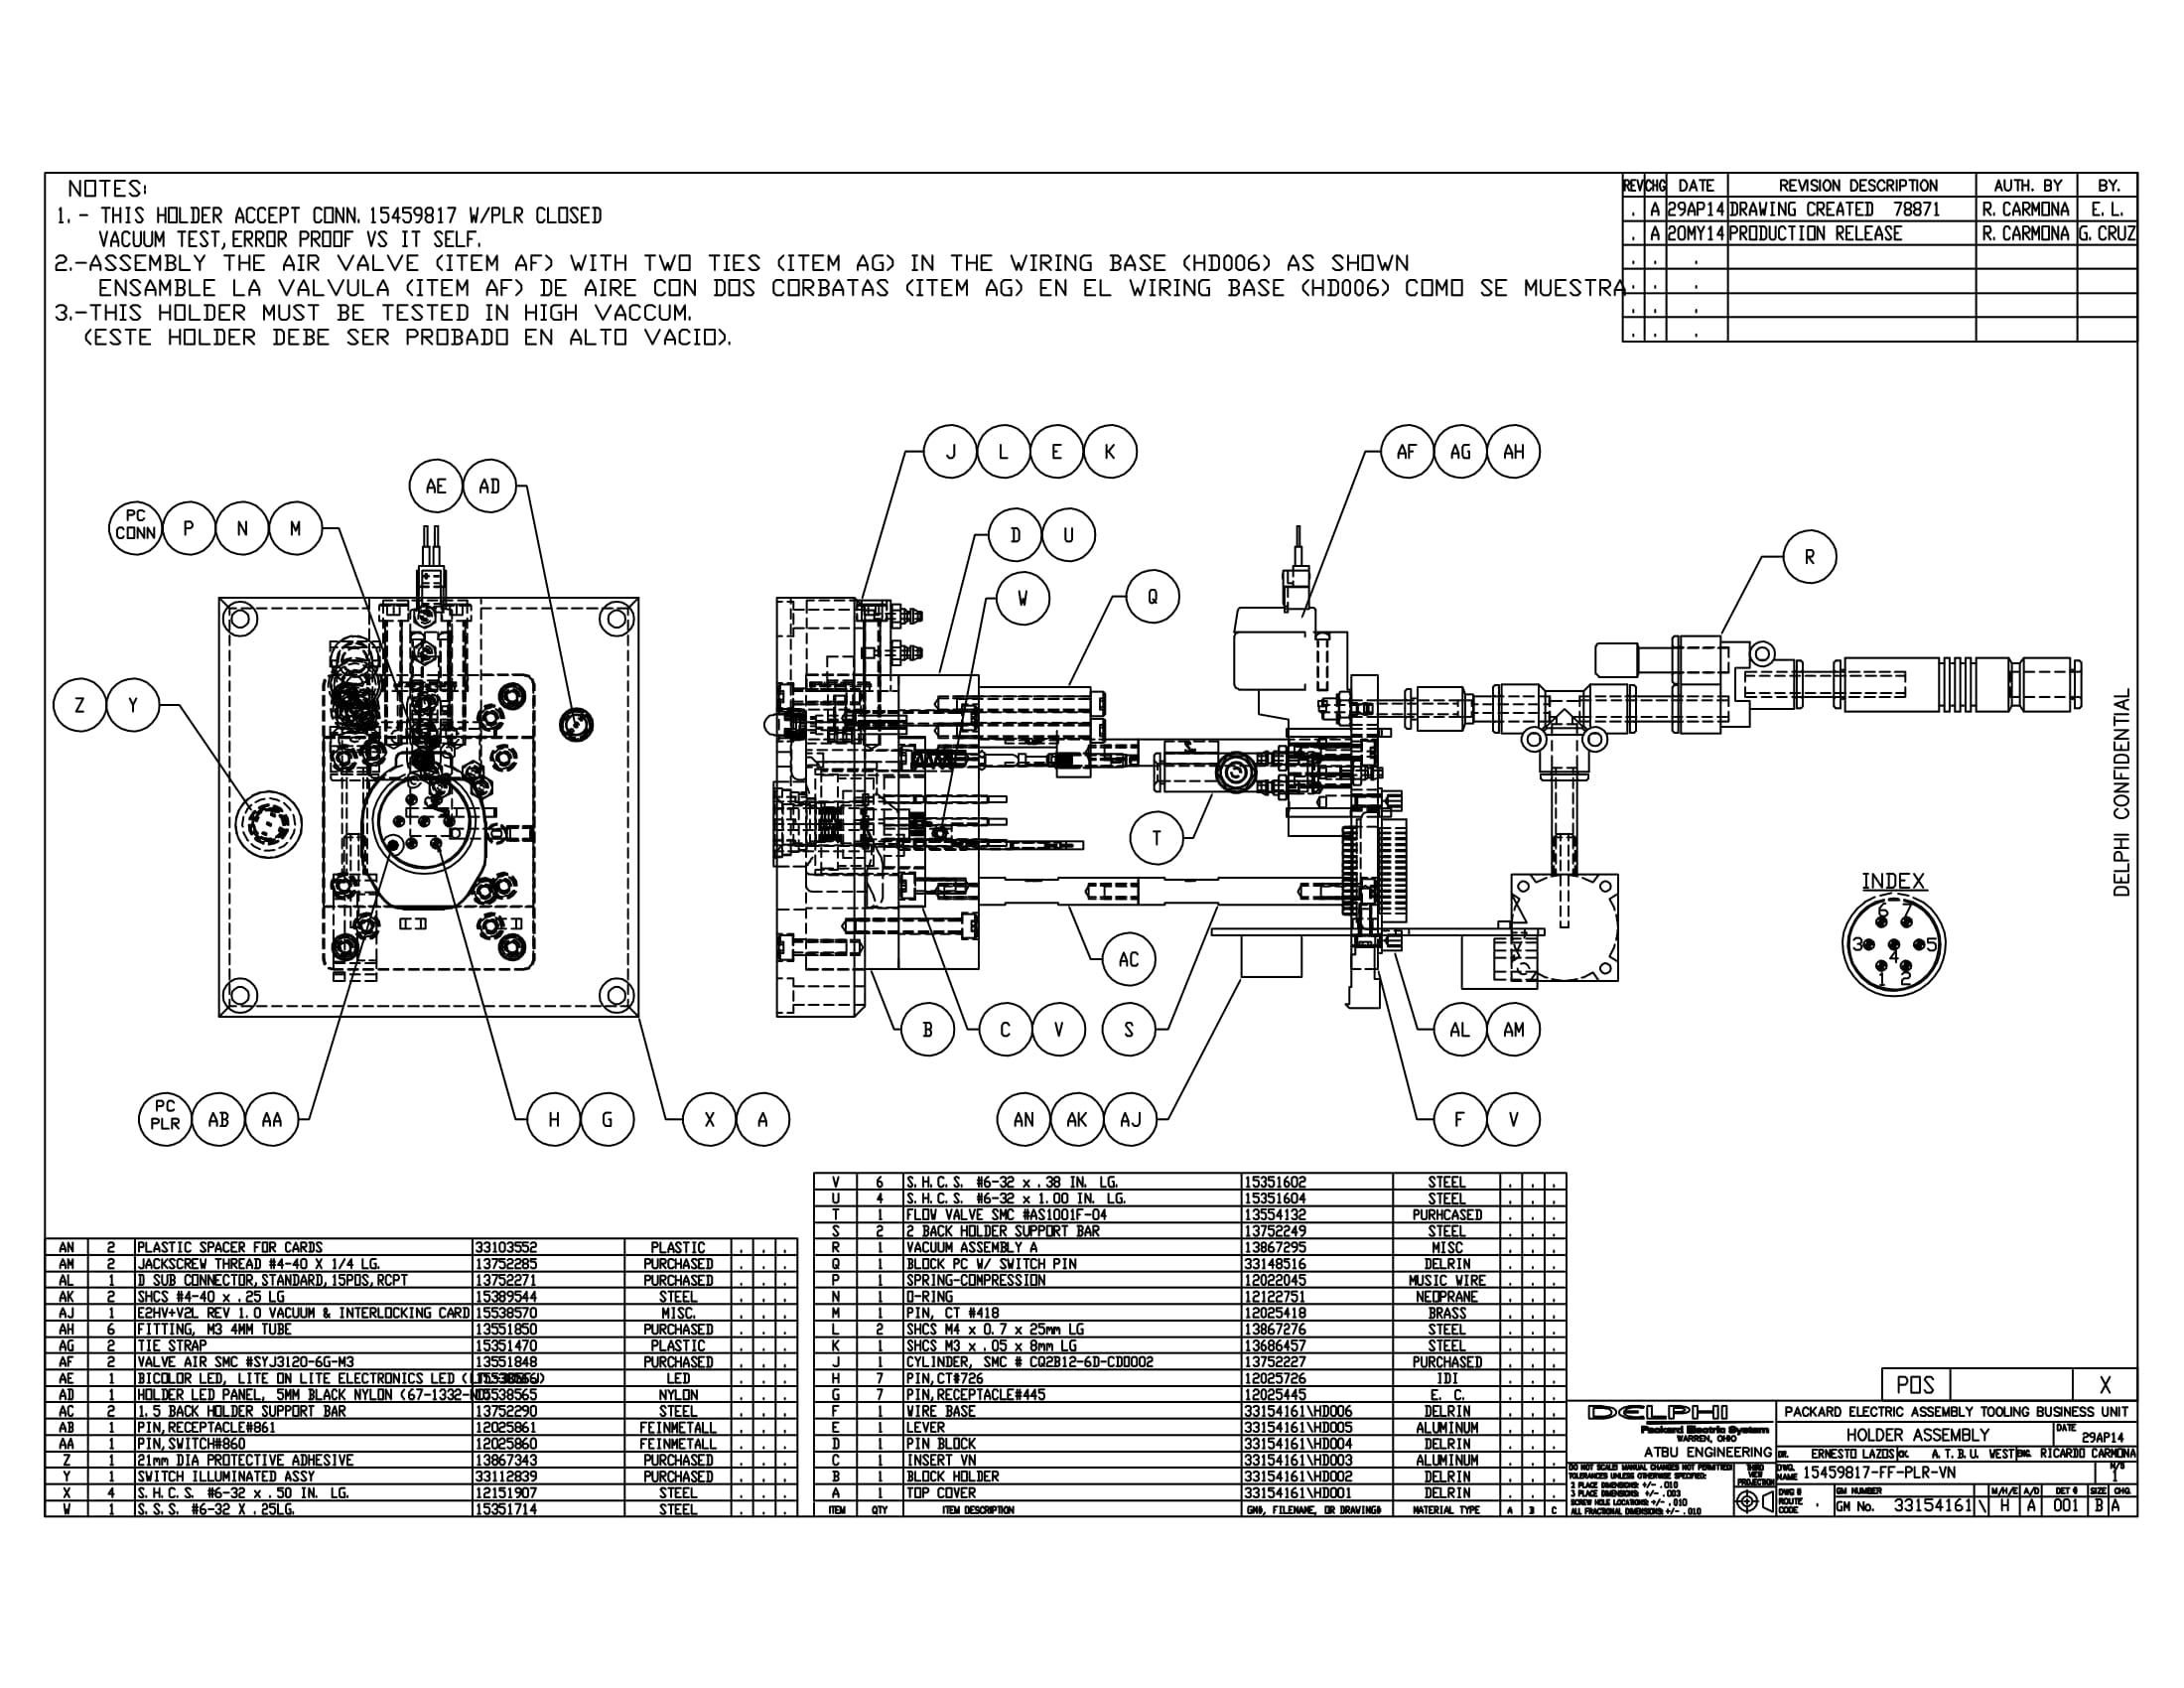 NOTES:
1. - THIS HOLDER ACCEPT CONN. 15459817 W/PLR CLOSED
VACUUM TEST, ERROR PROOF VS IT SELF.
2.-ASSEMBLY THE AIR VALVE (ITEM AF) WITH TWO TIES (ITEM AG) IN THE WIRING BASE (HD006) AS SHOWN
ENSAMBLE LA VALVULA (ITEM AF) DE AIRE CON DOS CORBATAS (ITEM AG) EN EL WIRING BASE (HD006) COMO SE MUESTRA
3.-THIS HOLDER MUST BE TESTED IN HIGH VACCUM.
(ESTE HOLDER DEBE SER PROBADO EN ALTO VACIO).
REV CHG DATE REVISION DESCRIPTION AUTH. BY BY.
. A 29AP14 DRAWING CREATED 78871 R. CARMONA E. L.
. A 20MY14 PRODUCTION RELEASE R. CARMONA G. CRUZ
. . .
. . .
. . .
. . .
J L E K
AF AG AH
AE AD
PC CONN P N M
D U
R
W
Q
Z Y
T
DELPHI CONFIDENTIAL
INDEX
6 7
3 4 5
1 2
AC
B
C V
S
AL AM
PC PLR AB AA
H G
X A
AN AK AJ
F V
V 6 S. H. C. S. #6-32 x . 38 IN. LG. 15351602 STEEL . . .
U 4 S. H. C. S. #6-32 x 1. 00 IN. LG. 15351604 STEEL . . .
T 1 FLOW VALVE SMC #AS1001F-04 13554132 PURHCASED . . .
S 2 2 BACK HOLDER SUPPORT BAR 13752249 STEEL . . .
R 1 VACUUM ASSEMBLY A 13867295 MISC . . .
Q 1 BLOCK PC W/ SWITCH PIN 33148516 DELRIN . . .
P 1 SPRING-COMPRESSION 12022045 MUSIC WIRE . . .
N 1 O-RING 12122751 NEOPRANE . . .
M 1 PIN, CT #418 12025418 BRASS . . .
L 2 SHCS M4 x 0. 7 x 25mm LG 13867276 STEEL . . .
K 1 SHCS M3 x . 05 x 8mm LG 13686457 STEEL . . .
J 1 CYLINDER, SMC # CQ2B12-6D-CD0002 13752227 PURCHASED . . .
H 7 PIN,CT#726 12025726 IDI . . .
G 7 PIN,RECEPTACLE#445 12025445 E. C. . . .
F 1 WIRE BASE 33154161\HD006 DELRIN . . .
E 1 LEVER 33154161\HD005 ALUMINUM . . .
D 1 PIN BLOCK 33154161\HD004 DELRIN . . .
C 1 INSERT VN 33154161\HD003 ALUMINUM . . .
B 1 BLOCK HOLDER 33154161\HD002 DELRIN . . .
A 1 TOP COVER 33154161\HD001 DELRIN . . .
ITEM QTY ITEM DESCRIPTION GM#, FILENAME, OR DRAWING# MATERIAL TYPE A B C
AN 2 PLASTIC SPACER FOR CARDS 33103552 PLASTIC . . .
AM 2 JACKSCREW THREAD #4-40 X 1/4 LG. 13752285 PURCHASED . . .
AL 1 D SUB CONNECTOR, STANDARD, 15POS, RCPT 13752271 PURCHASED . . .
AK 2 SHCS #4-40 x . 25 LG 15389544 STEEL . . .
AJ 1 E2HV+V2L REV 1. 0 VACUUM & INTERLOCKING CARD 15538570 MISC. . . .
AH 6 FITTING, M3 4MM TUBE 13551850 PURCHASED . . .
AG 2 TIE STRAP 15351470 PLASTIC . . .
AF 2 VALVE AIR SMC #SYJ3120-6G-M3 13551848 PURCHASED . . .
AE 1 BICOLOR LED, LITE ON LITE ELECTRONICS LED LED . . .
AD 1 HOLDER LED PANEL, 5MM BLACK NYLON (67-1332-ND) 15538565 NYLON . . .
AC 2 1. 5 BACK HOLDER SUPPORT BAR 13752290 STEEL . . .
AB 1 PIN,RECEPTACLE#861 12025861 FEINMETALL . . .
AA 1 PIN,SWITCH#860 12025860 FEINMETALL . . .
Z 1 21mm DIA PROTECTIVE ADHESIVE 13867343 PURCHASED . . .
Y 1 SWITCH ILLUMINATED ASSY 33112839 PURCHASED . . .
X 4 S. H. C. S. #6-32 x . 50 IN. LG. 12151907 STEEL . . .
W 1 S. S. S. #6-32 X . 25LG. 15351714 STEEL . . .
POS X
DELPHI
Packard Electric System
WARREN, OHIO
ATBU ENGINEERING
PACKARD ELECTRIC ASSEMBLY TOOLING BUSINESS UNIT
HOLDER ASSEMBLY DATE 29AP14
DR. ERNESTO LAZOS CK. A. T. B. U. WEST ENG. RICARDO CARMONA
DO NOT SCALE: MANUAL CHANGES NOT PERMITTED
TOLERANCES UNLESS OTHERWISE SPECIFIED:
2 PLACE DIMENSIONS: +/- .010
3 PLACE DIMENSIONS: +/- .003
SCREW HOLE LOCATIONS: +/- .010
ALL FRACTIONAL DIMENSIONS: +/- .010
THIRD VIEW PROJECTION
DWG. NAME 15459817-FF-PLR-VN 1
DWG # ROUTE CODE . GM NUMBER M/H/E A/D DET # SIZE CHG.
GM No. 33154161\ H A 001 B A